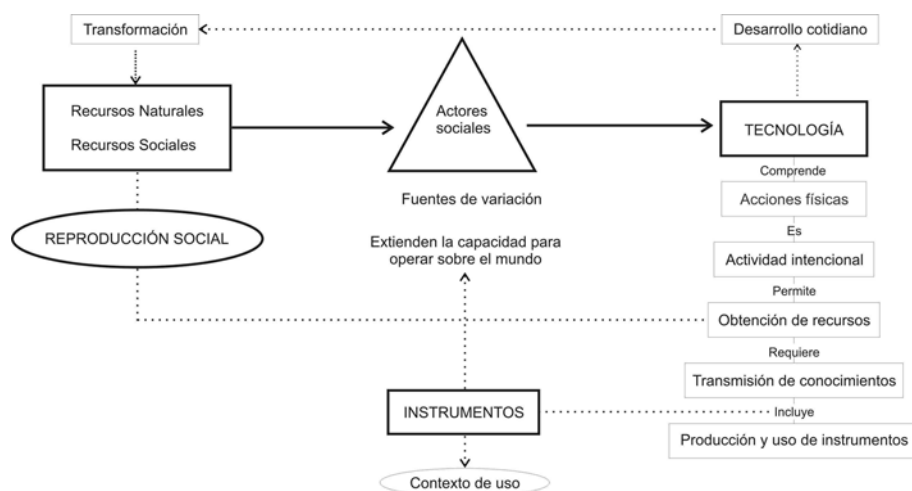 Transformación
Desarrollo cotidiano
Recursos Naturales
Recursos Sociales
Actores
sociales
TECNOLOGÍA
Comprende
Fuentes de variación
Acciones físicas
Es
REPRODUCCIÓN SOCIAL
Extienden la capacidad para
operar sobre el mundo
Actividad intencional
Permite
Obtención de recursos
Requiere
Transmisión de conocimientos
INSTRUMENTOS
Incluye
Producción y uso de instrumentos
Contexto de uso